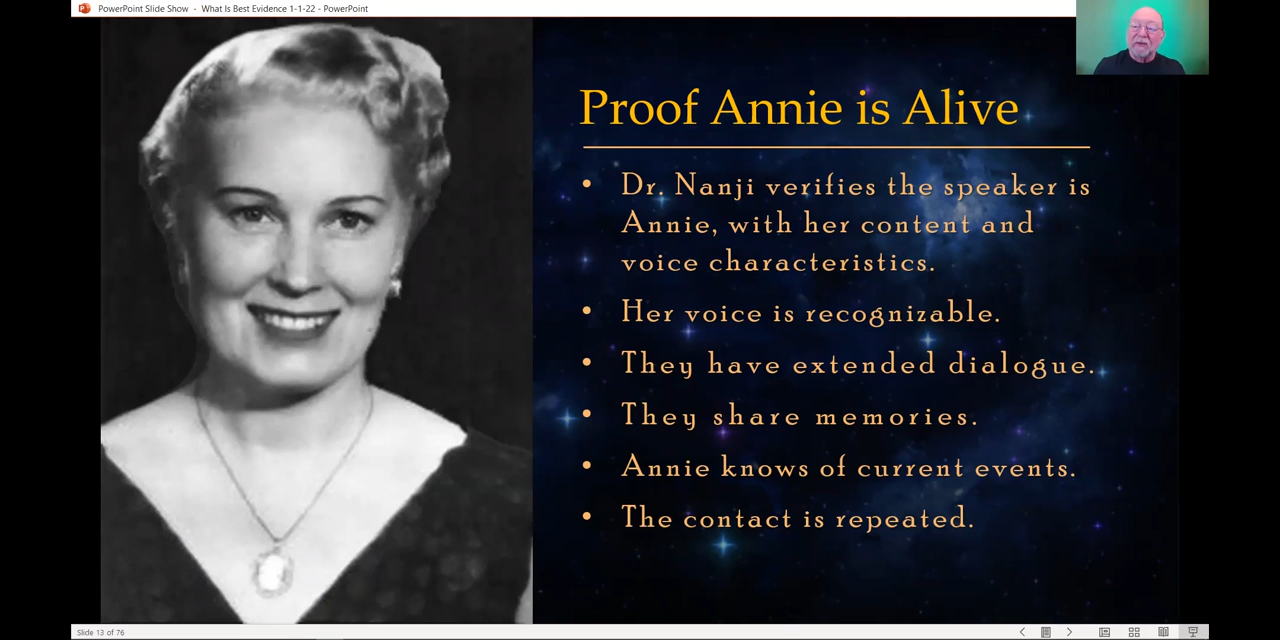 PowerPoint Slide Show - What Is Best Evidence 1-1-22 - PowerPoint
Proof Annie is Alive
• Dr. Nanji verifies the speaker is
Annie, with her content and
voice characteristics.
• Her voice is recognizable.
• They have extended dialogue.
• They share memories.
• Annie knows of current events.
• The contact is repeated.
Slide 13 of 76